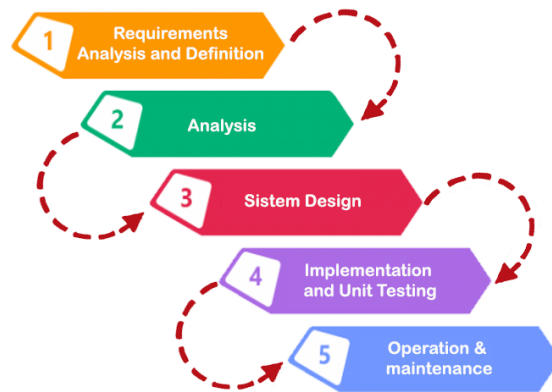 1
Requirements
Analysis and Definition
2
Analysis
3
Sistem Design
4
Implementation
and Unit Testing
5
Operation &
maintenance